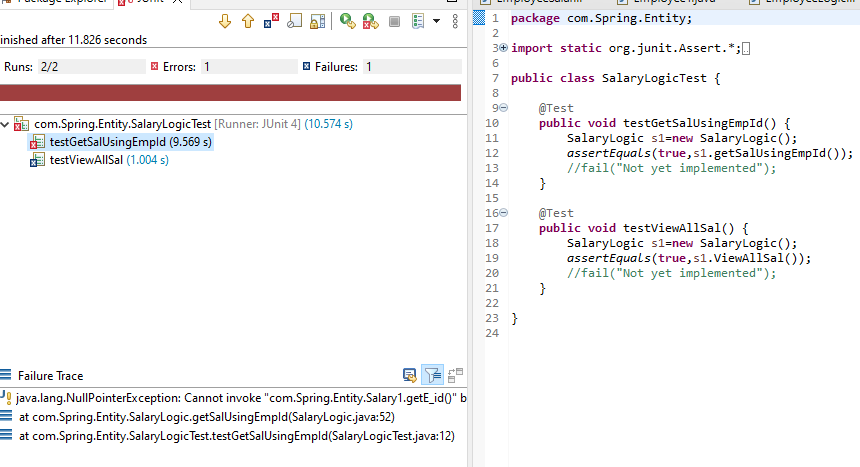 Package Explorer
JUnit
inished after 11.826 seconds
Runs: 2/2
Errors: 1
Failures: 1
com.Spring.Entity.SalaryLogicTest [Runner: JUnit 4] (10.574 s)
testGetSalUsingEmpId (9.569 s)
testViewAllSal (1.004 s)
Failure Trace
java.lang.NullPointerException: Cannot invoke "com.Spring.Entity.Salary1.getE_id()" b
at com.Spring.Entity.SalaryLogic.getSalUsingEmpId(SalaryLogic.java:52)
at com.Spring.Entity.SalaryLogicTest.testGetSalUsingEmpId(SalaryLogicTest.java:12)
1 package com.Spring.Entity;
2
3 import static org.junit.Assert.*;
6
7 public class SalaryLogicTest {
8
9 @Test
10 public void testGetSalUsingEmpId() {
11 SalaryLogic s1=new SalaryLogic();
12 assertEquals(true,s1.getSalUsingEmpId());
13 //fail("Not yet implemented");
14 }
15
16 @Test
17 public void testViewAllSal() {
18 SalaryLogic s1=new SalaryLogic();
19 assertEquals(true,s1.ViewAllSal());
20 //fail("Not yet implemented");
21 }
22
23 }
24